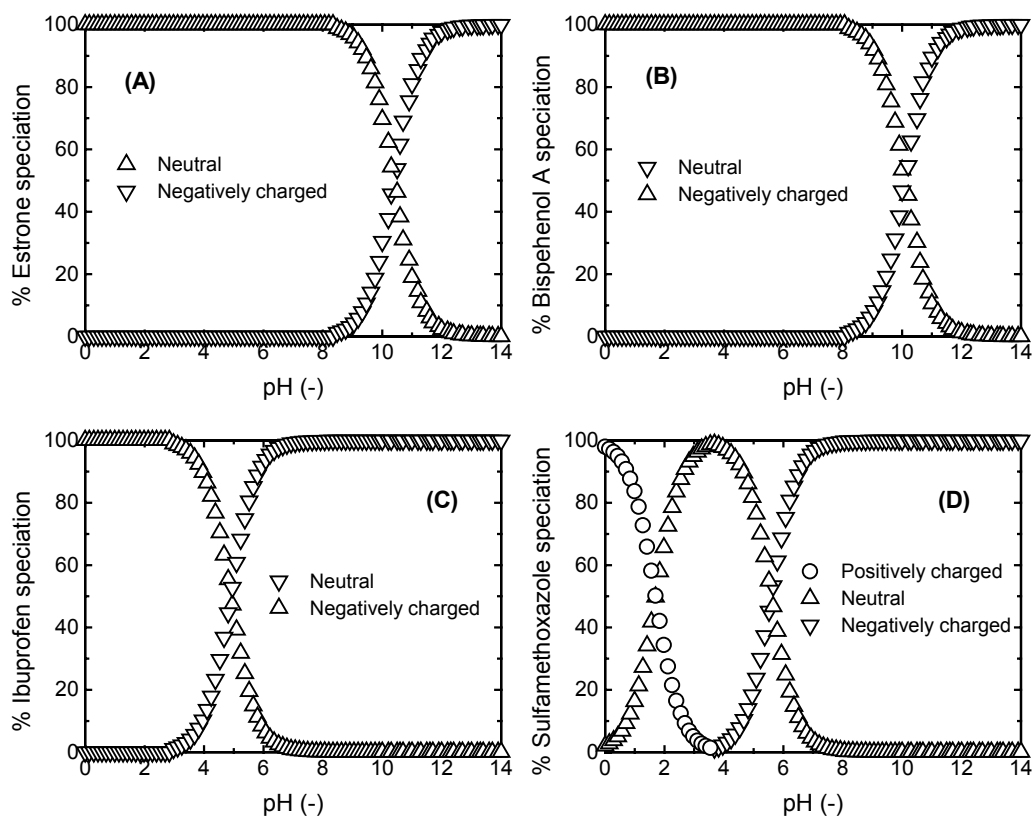 100
80
60
40
20
0
% Estrone speciation
(A)
Neutral
Negatively charged
0 2 4 6 8 10 12 14
pH (-)
100
80
60
40
20
0
% Bispehenol A speciation
(B)
Neutral
Negatively charged
0 2 4 6 8 10 12 14
pH (-)
100
80
60
40
20
0
% Ibuprofen speciation
(C)
Neutral
Negatively charged
0 2 4 6 8 10 12 14
pH (-)
100
80
60
40
20
0
% Sulfamethoxazole speciation
(D)
Positively charged
Neutral
Negatively charged
0 2 4 6 8 10 12 14
pH (-)